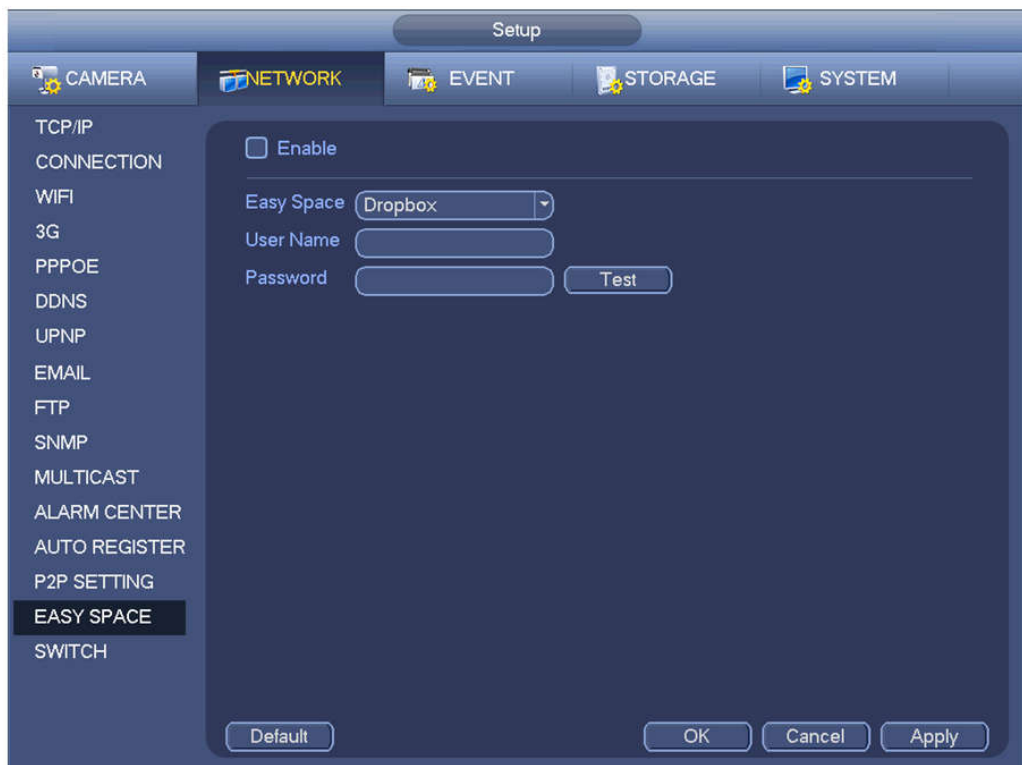 Setup
CAMERA NETWORK EVENT STORAGE SYSTEM
TCP/IP
CONNECTION
WIFI
3G
PPPOE
DDNS
UPNP
EMAIL
FTP
SNMP
MULTICAST
ALARM CENTER
AUTO REGISTER
P2P SETTING
EASY SPACE
SWITCH
Enable
Easy Space Dropbox
User Name
Password Test
Default OK Cancel Apply